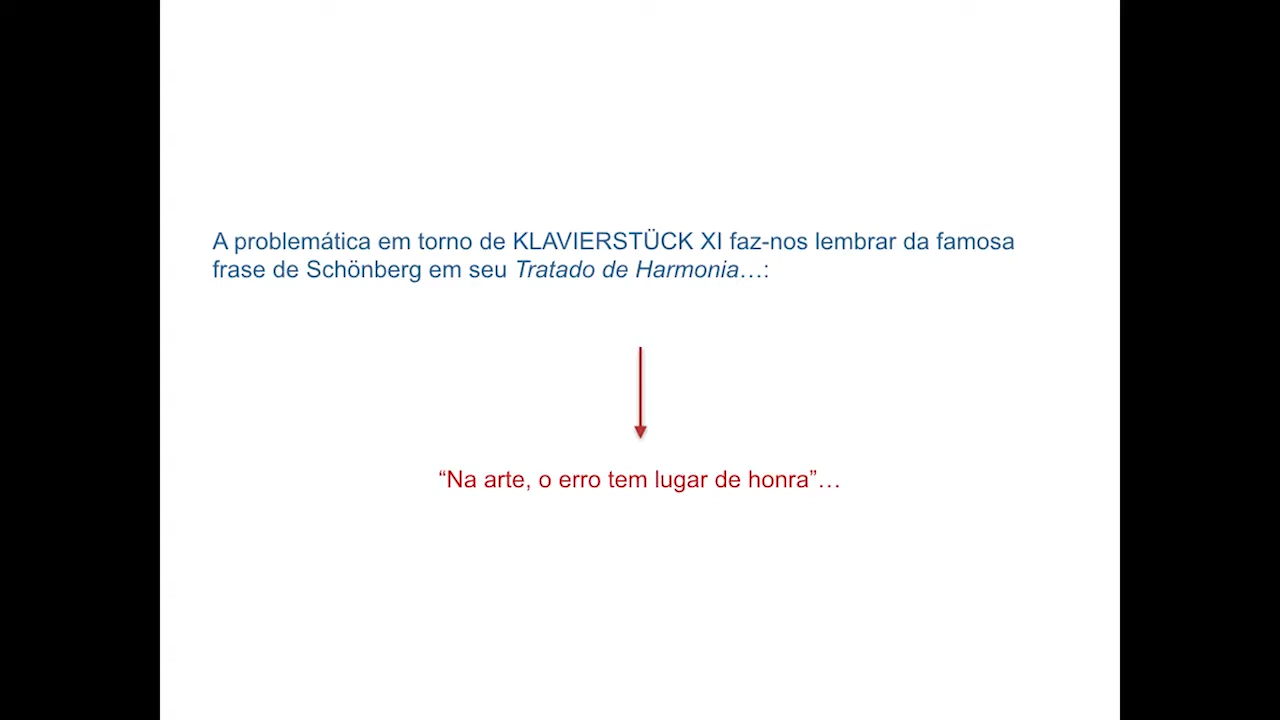 A problemática em torno de KLAVIERSTÜCK XI faz-nos lembrar da famosa
frase de Schönberg em seu Tratado de Harmonia…:
“Na arte, o erro tem lugar de honra”…